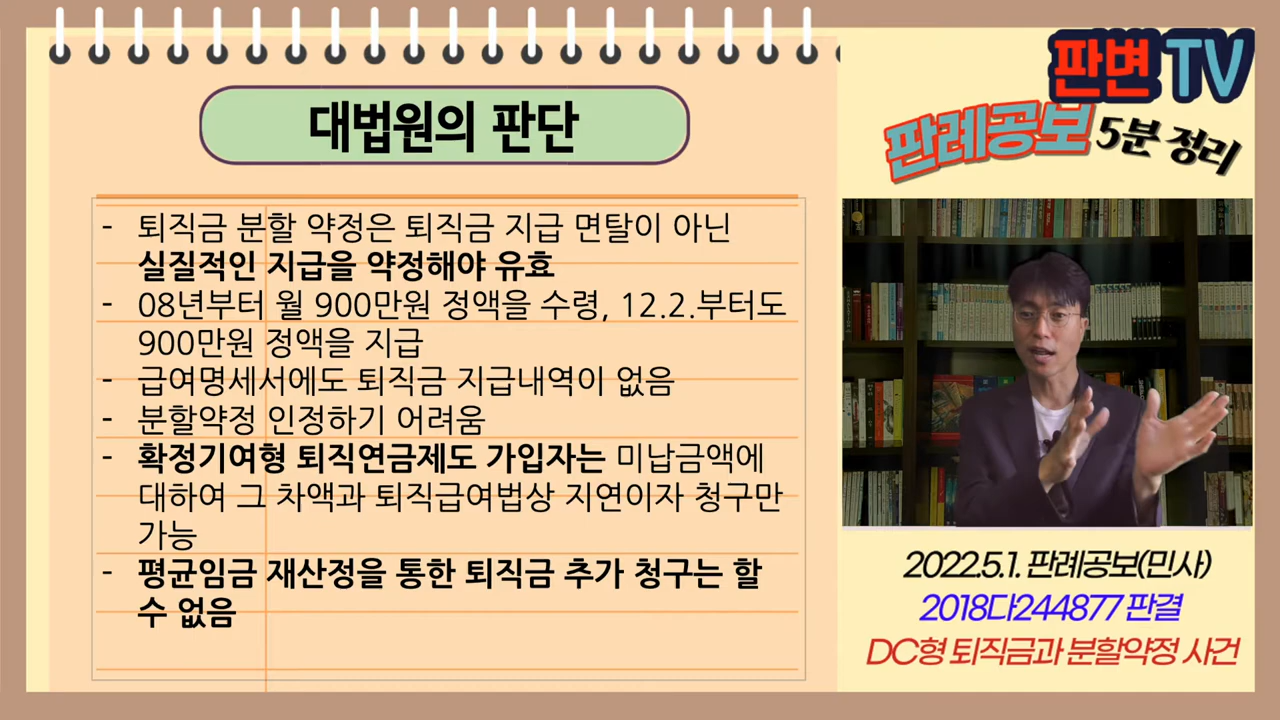 대법원의 판단
- 퇴직금 분할 약정은 퇴직금 지급 면탈이 아닌
실질적인 지급을 약정해야 유효
- 08년부터 월 900만원 정액을 수령, 12.2.부터도
900만원 정액을 지급
- 급여명세서에도 퇴직금 지급내역이 없음
- 분할약정 인정하기 어려움
- 확정기여형 퇴직연금제도 가입자는 미납금액에
대하여 그 차액과 퇴직급여법상 지연이자 청구만
가능
- 평균임금 재산정을 통한 퇴직금 추가 청구는 할
수 없음
판변 TV
판례공보 5분 정리
2022.5.1. 판례공보(민사)
2018다244877 판결
DC형 퇴직금과 분할약정 사건